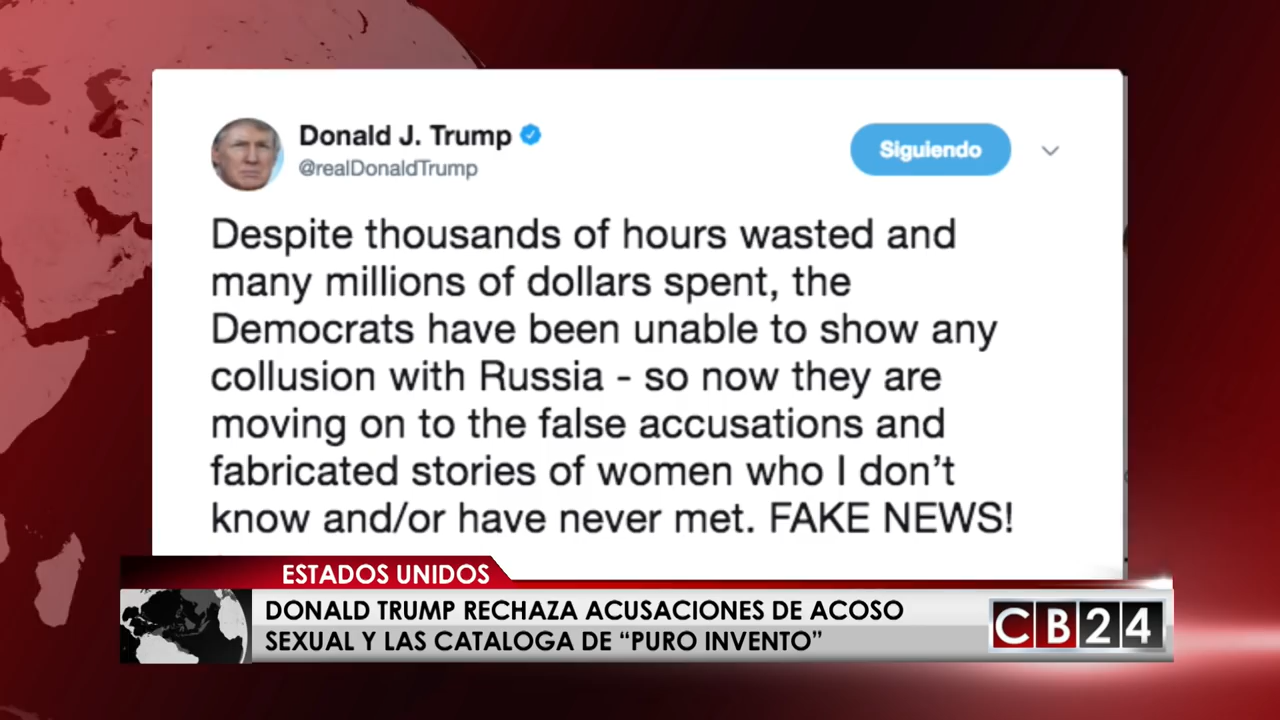 Donald J. Trump
@realDonaldTrump
Siguiendo
Despite thousands of hours wasted and
many millions of dollars spent, the
Democrats have been unable to show any
collusion with Russia - so now they are
moving on to the false accusations and
fabricated stories of women who I don’t
know and/or have never met. FAKE NEWS!
ESTADOS UNIDOS
DONALD TRUMP RECHAZA ACUSACIONES DE ACOSO
SEXUAL Y LAS CATALOGA DE “PURO INVENTO”
CB24